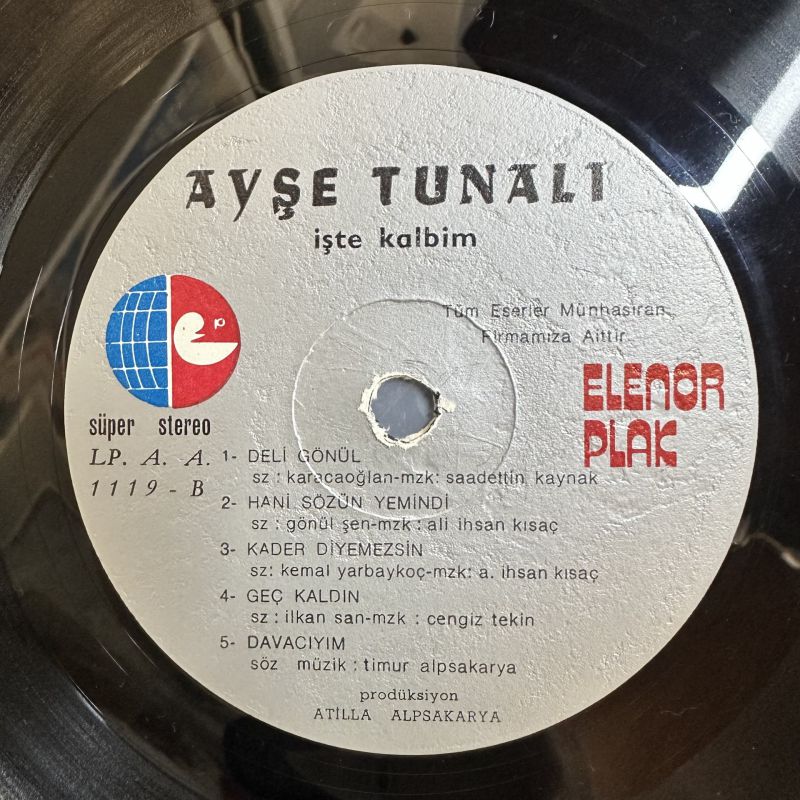 AYŞE TUNALI
işte kalbim
Tüm Eserler Münhasıran
Firmamıza Aittir
P
ELENOR
PLAK
süper stereo
LP. A. A.
1119 - B
1- DELİ GÖNÜL
sz : karacaoğlan-mzk: saadettin kaynak
2- HANİ SÖZÜN YEMİNDİ
sz : gönül şen-mzk : ali ihsan kısaç
3- KADER DİYEMEZSİN
sz: kemal yarbaykoç-mzk: a. ihsan kısaç
4- GEÇ KALDIN
sz : ilkan san-mzk : cengiz tekin
5- DAVACIYIM
söz müzik : timur alpsakarya
prodüksiyon
ATİLLA ALPSAKARYA